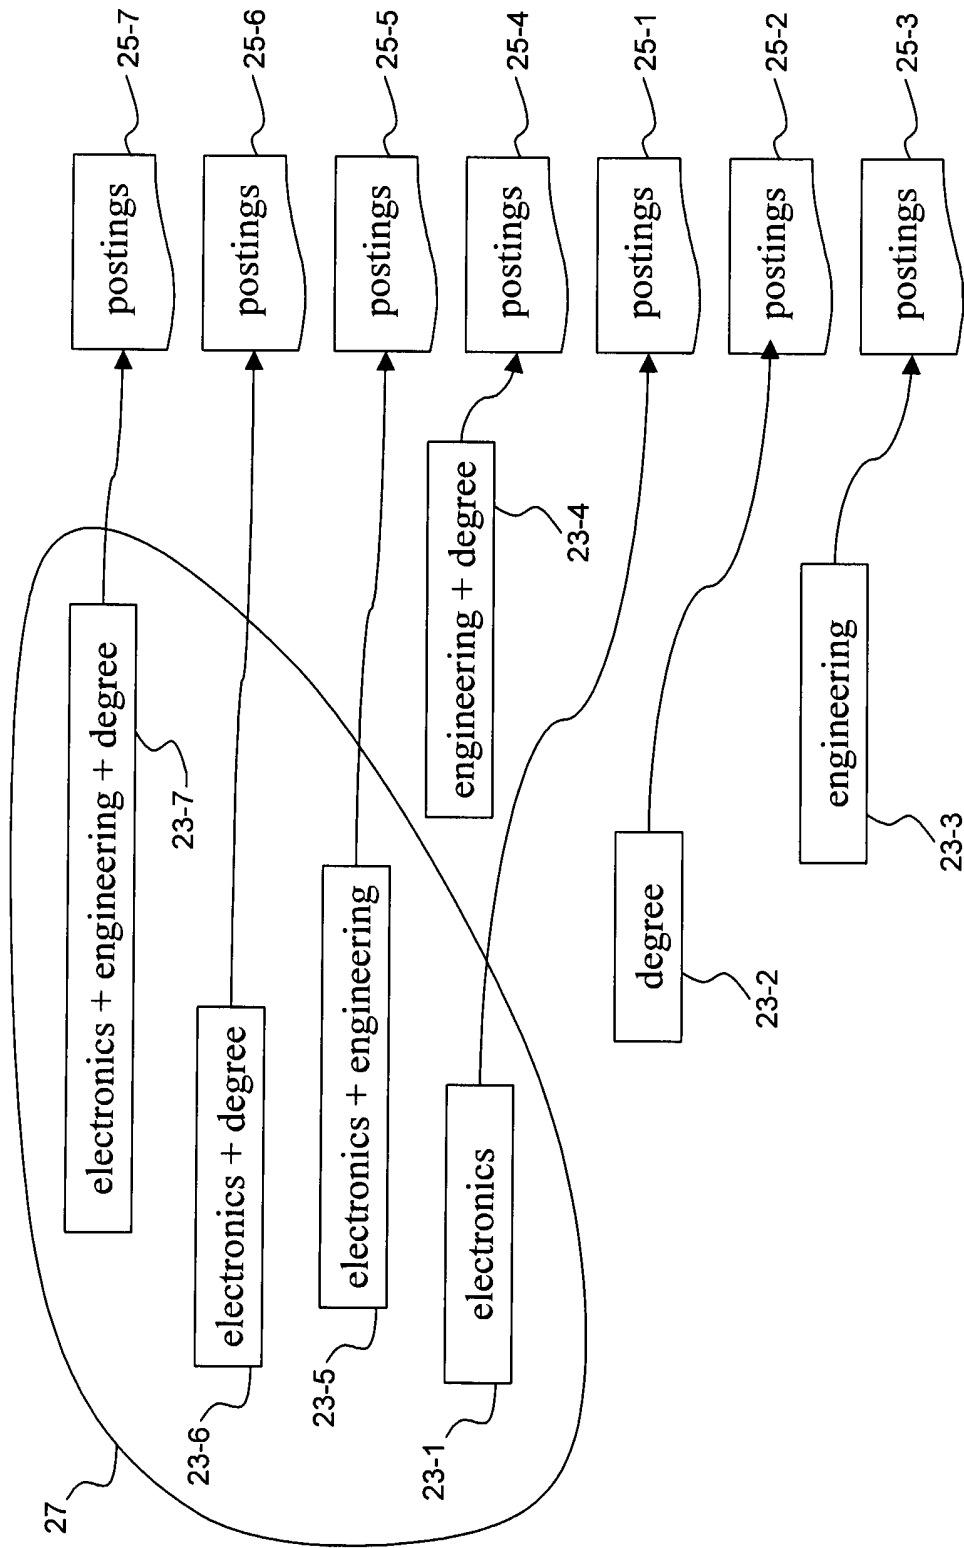 27
electronics + engineering + degree
23-7
postings
25-7
electronics + degree
23-6
postings
25-6
electronics + engineering
23-5
postings
25-5
engineering + degree
23-4
postings
25-4
electronics
23-1
postings
25-1
degree
23-2
postings
25-2
engineering
23-3
postings
25-3